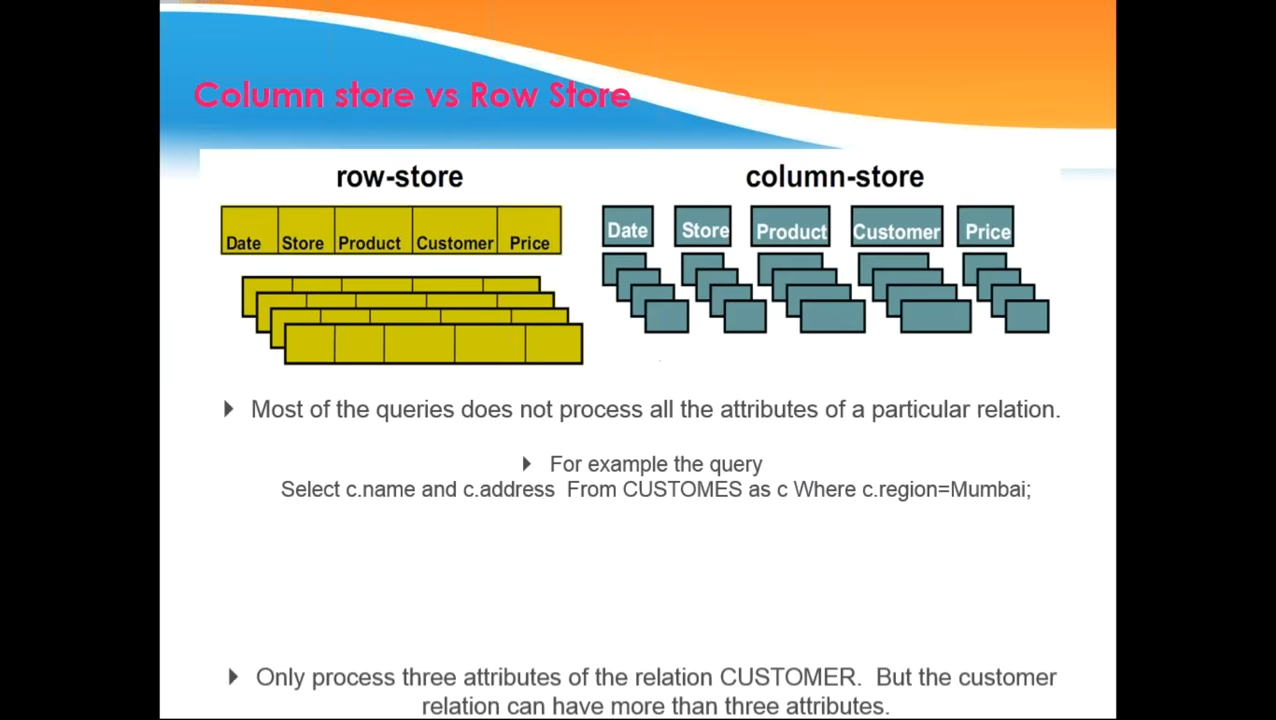 Column store vs Row Store
row-store
column-store
Date Store Product Customer Price
Date Store Product Customer Price
Most of the queries does not process all the attributes of a particular relation.
For example the query
Select c.name and c.address From CUSTOMES as c Where c.region=Mumbai;
Only process three attributes of the relation CUSTOMER. But the customer
relation can have more than three attributes.